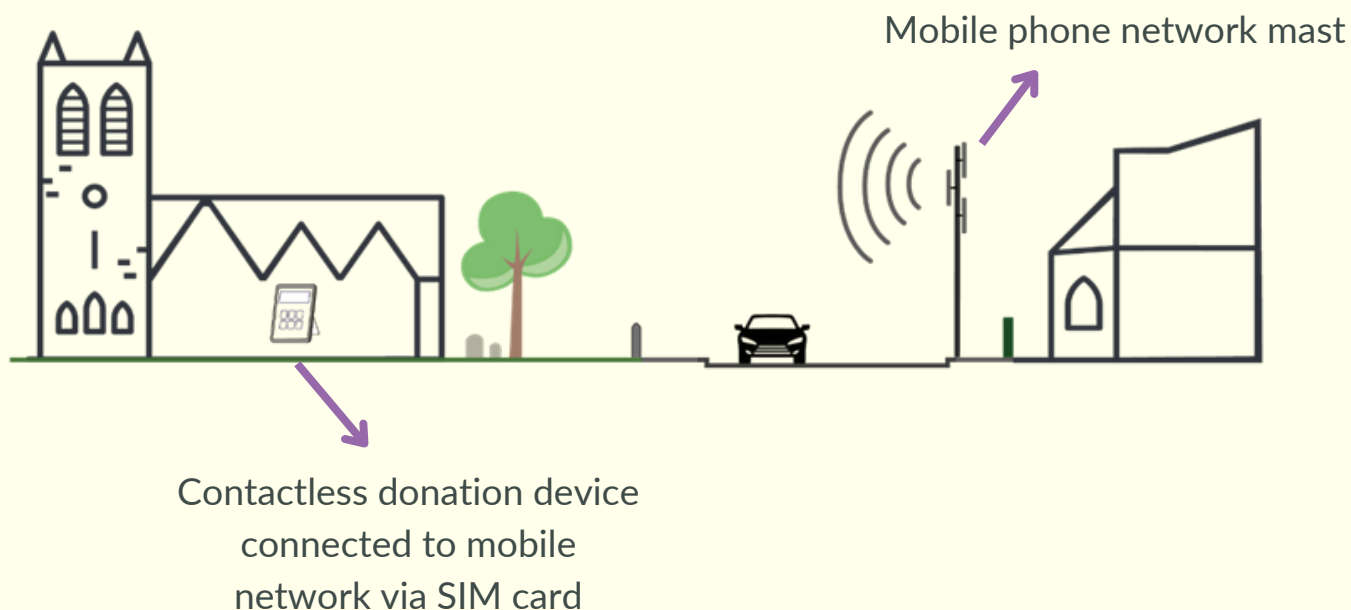 Mobile phone network mast
Contactless donation device
connected to mobile
network via SIM card